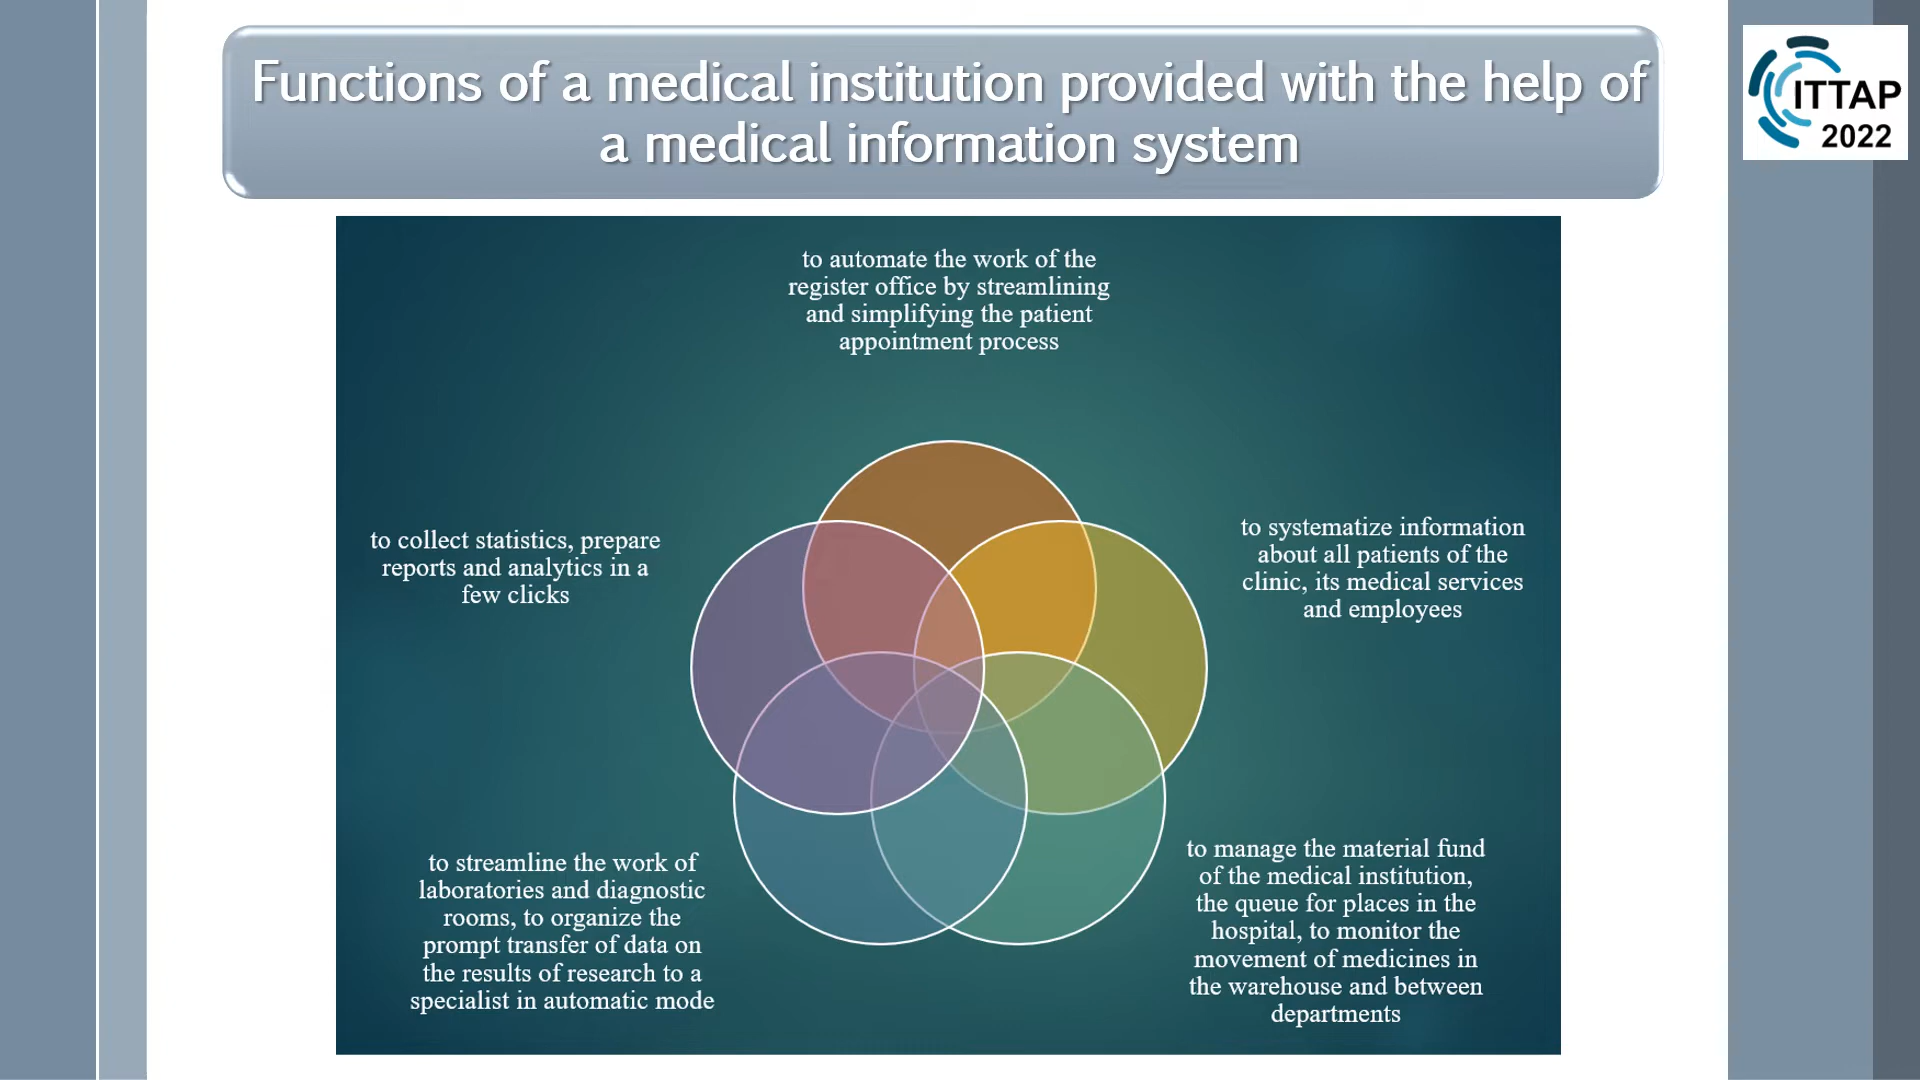 Functions of a medical institution provided with the help of
a medical information system
ITTAP
2022
to automate the work of the
register office by streamlining
and simplifying the patient
appointment process
to collect statistics, prepare
reports and analytics in a
few clicks
to systematize information
about all patients of the
clinic, its medical services
and employees
to streamline the work of
laboratories and diagnostic
rooms, to organize the
prompt transfer of data on
the results of research to a
specialist in automatic mode
to manage the material fund
of the medical institution,
the queue for places in the
hospital, to monitor the
movement of medicines in
the warehouse and between
departments